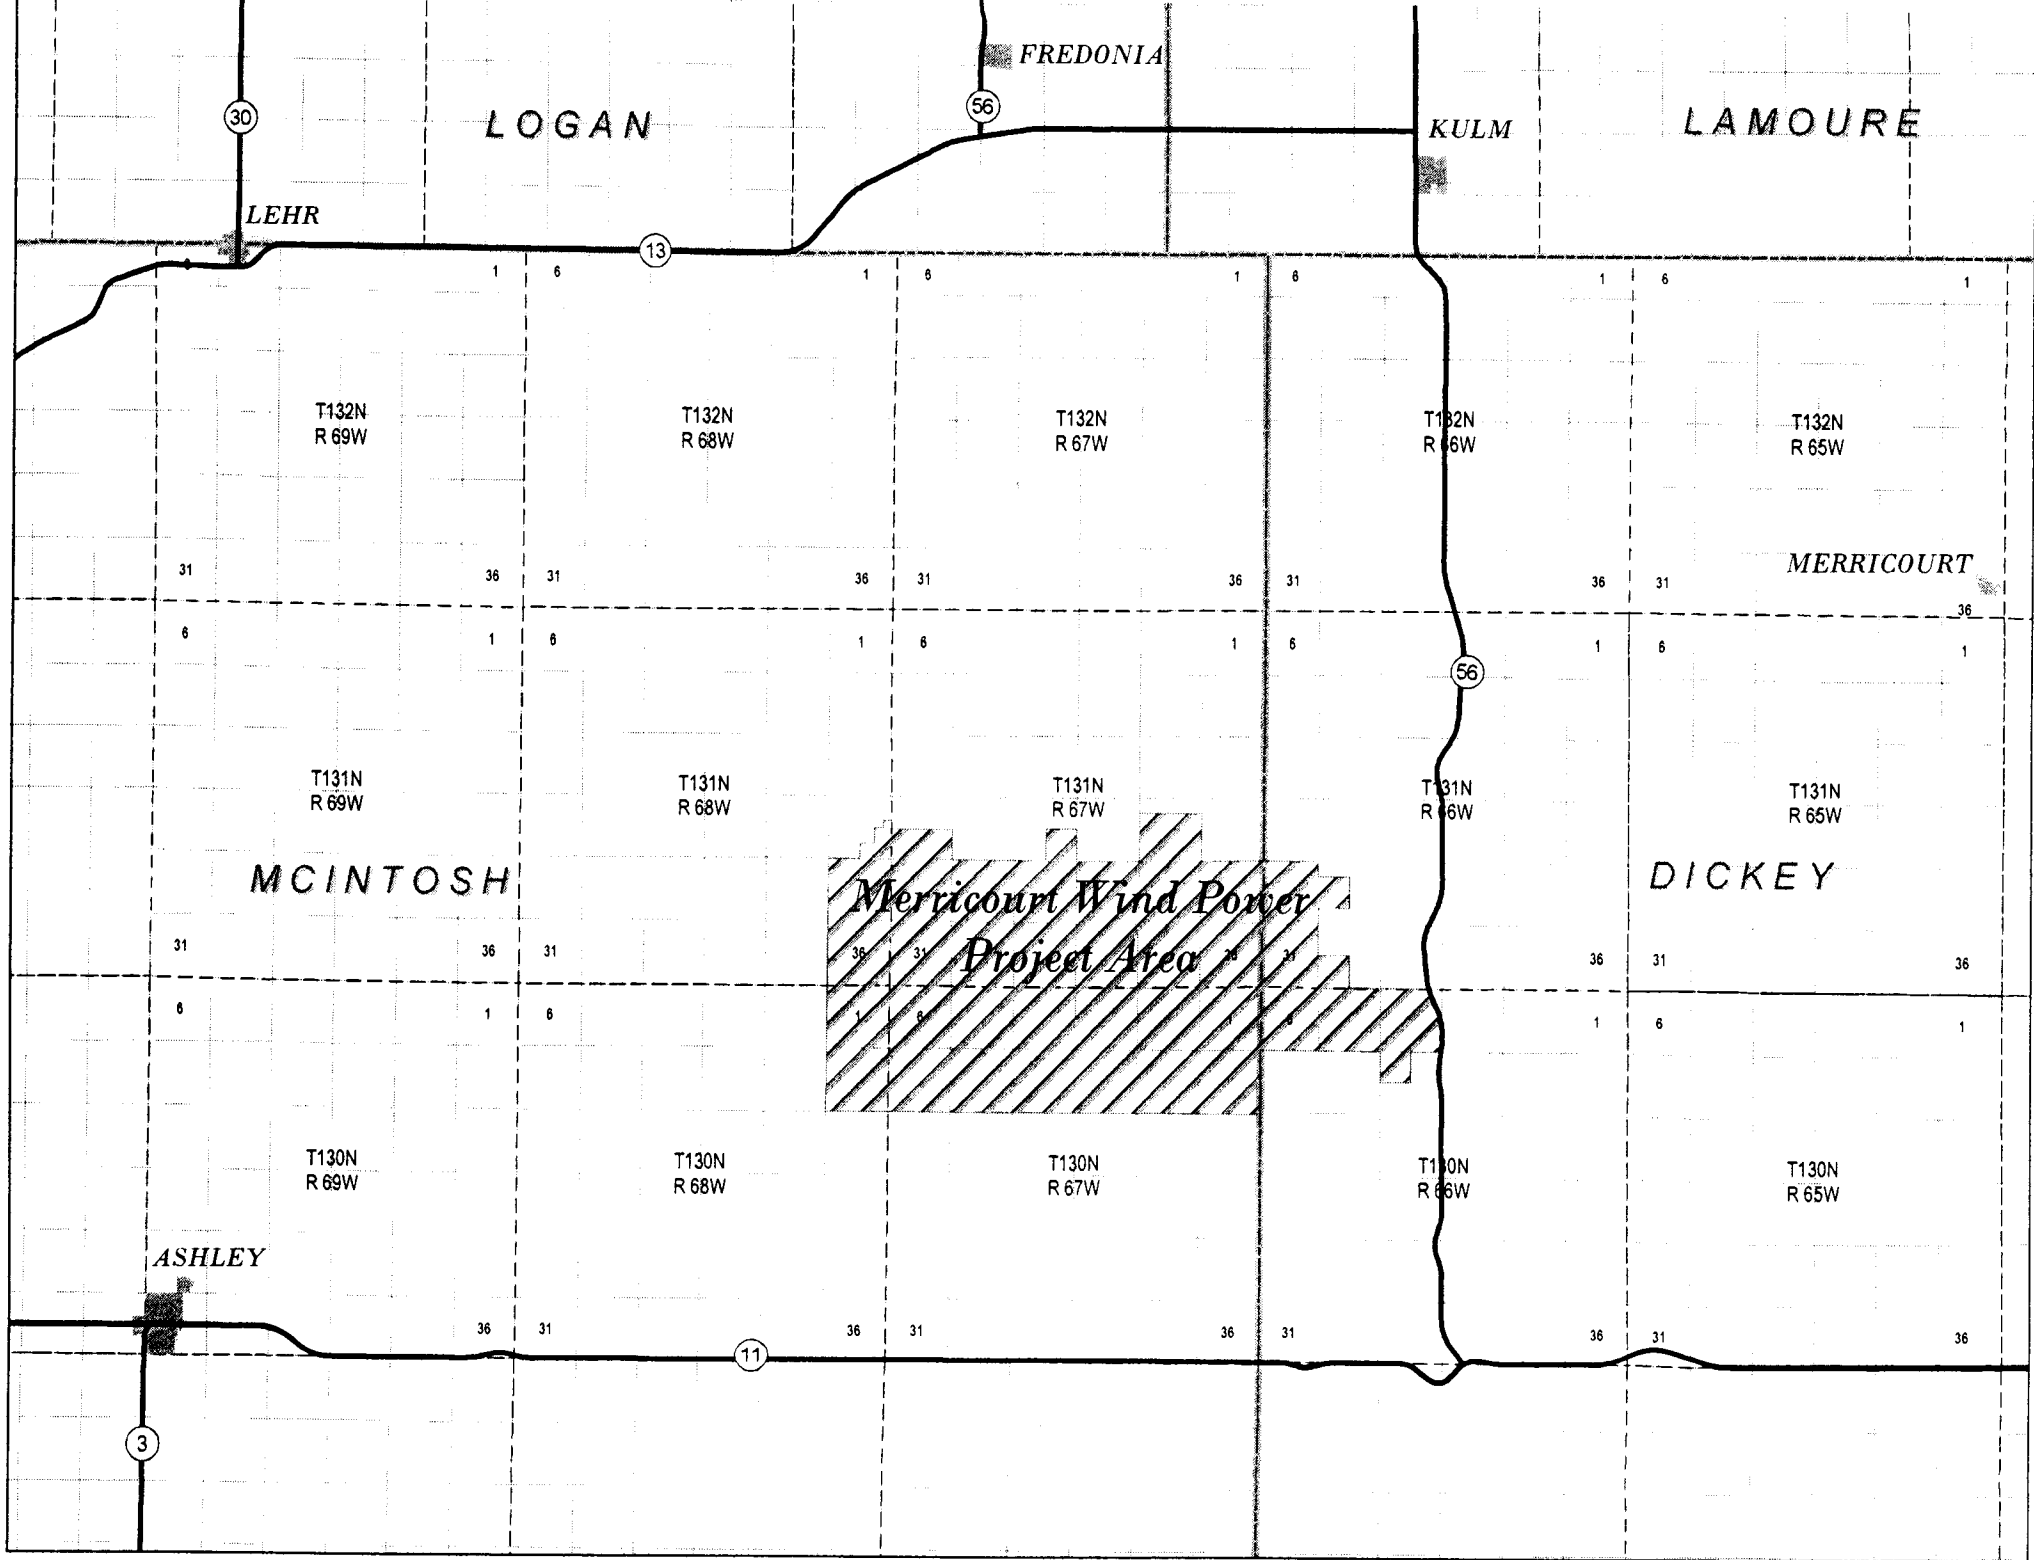 FREDONIA
30
LOGAN
56
KULM
LAMOURE
LEHR
13
1 6 1 6 1 6 1 6 1
T132N
R 69W
T132N
R 68W
T132N
R 67W
T132N
R 66W
T132N
R 65W
MERRICOURT
31 36 31 36 31 36 31 36 31 36
6 1 6 1 6 1 6 1 6 1
56
T131N
R 69W
T131N
R 68W
T131N
R 67W
T131N
R 66W
T131N
R 65W
MCINTOSH
DICKEY
Merricourt Wind Power
Project Area
31 36 31 36 31 36 31 36
6 1 6 1 6 1 6 1
T130N
R 69W
T130N
R 68W
T130N
R 67W
T130N
R 66W
T130N
R 65W
ASHLEY
36 31 36 31 36 31 36 31 36
11
3